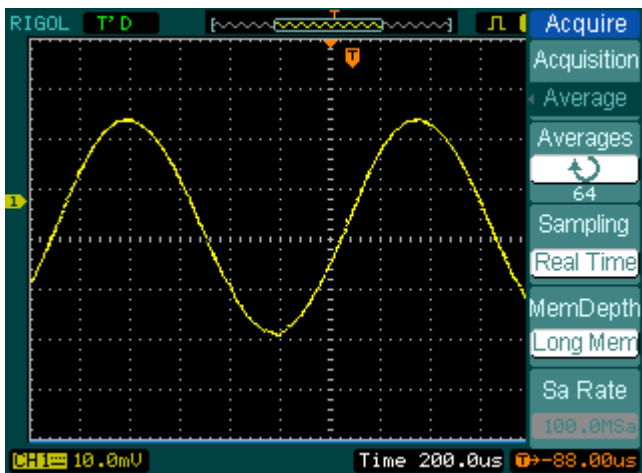 RIGOL T'D
T
Acquire
T
Acquisition
Average
Averages
64
1
Sampling
Real Time
MemDepth
Long Mem
Sa Rate
100.0MSa
CH1 10.0mV Time 200.0us T→-88.00us